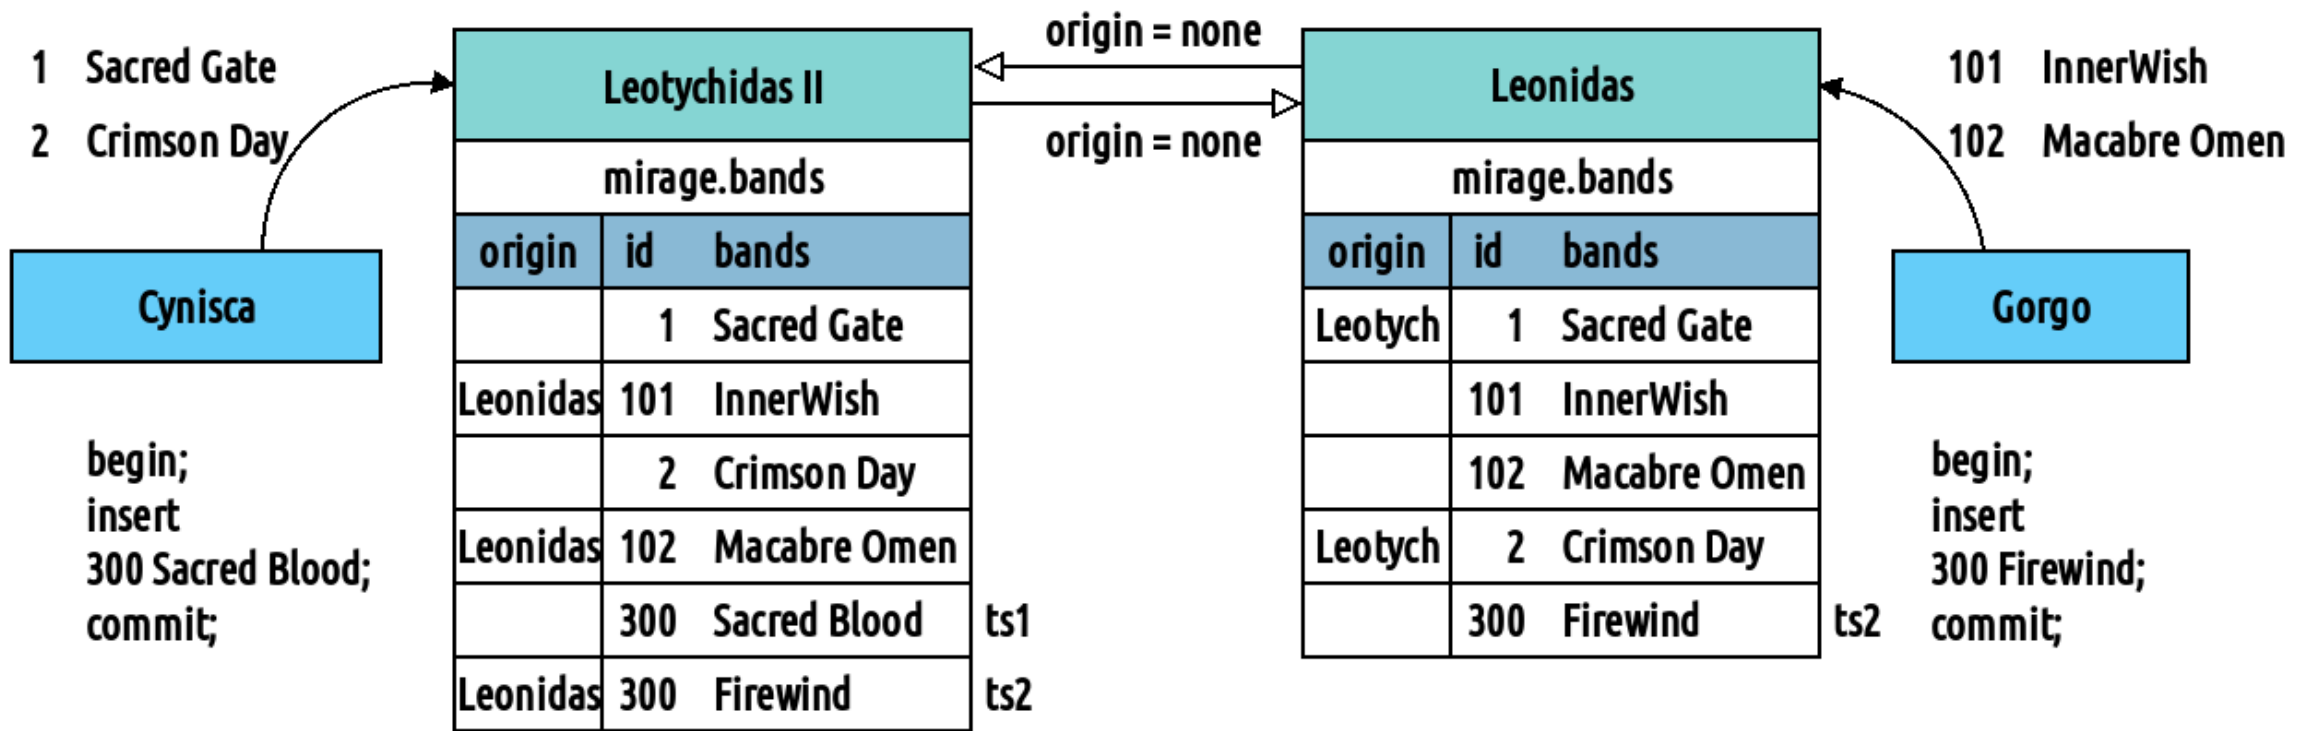 1 Sacred Gate
2 Crimson Day
Cynisca
begin;
insert
300 Sacred Blood;
commit;
Leotychidas II
mirage.bands
origin id bands
1 Sacred Gate
Leonidas 101 InnerWish
2 Crimson Day
Leonidas 102 Macabre Omen
300 Sacred Blood ts1
Leonidas 300 Firewind ts2
origin = none
origin = none
Leonidas
mirage.bands
origin id bands
Leotych 1 Sacred Gate
101 InnerWish
102 Macabre Omen
Leotych 2 Crimson Day
300 Firewind ts2
101 InnerWish
102 Macabre Omen
Gorgo
begin;
insert
300 Firewind;
commit;